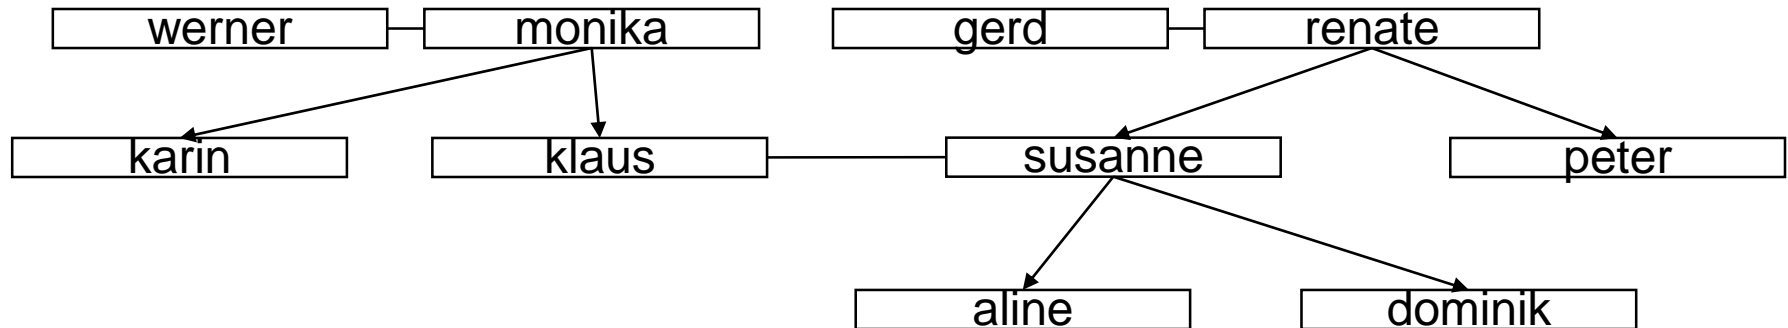 werner monika gerd renate
karin klaus susanne peter
aline dominik